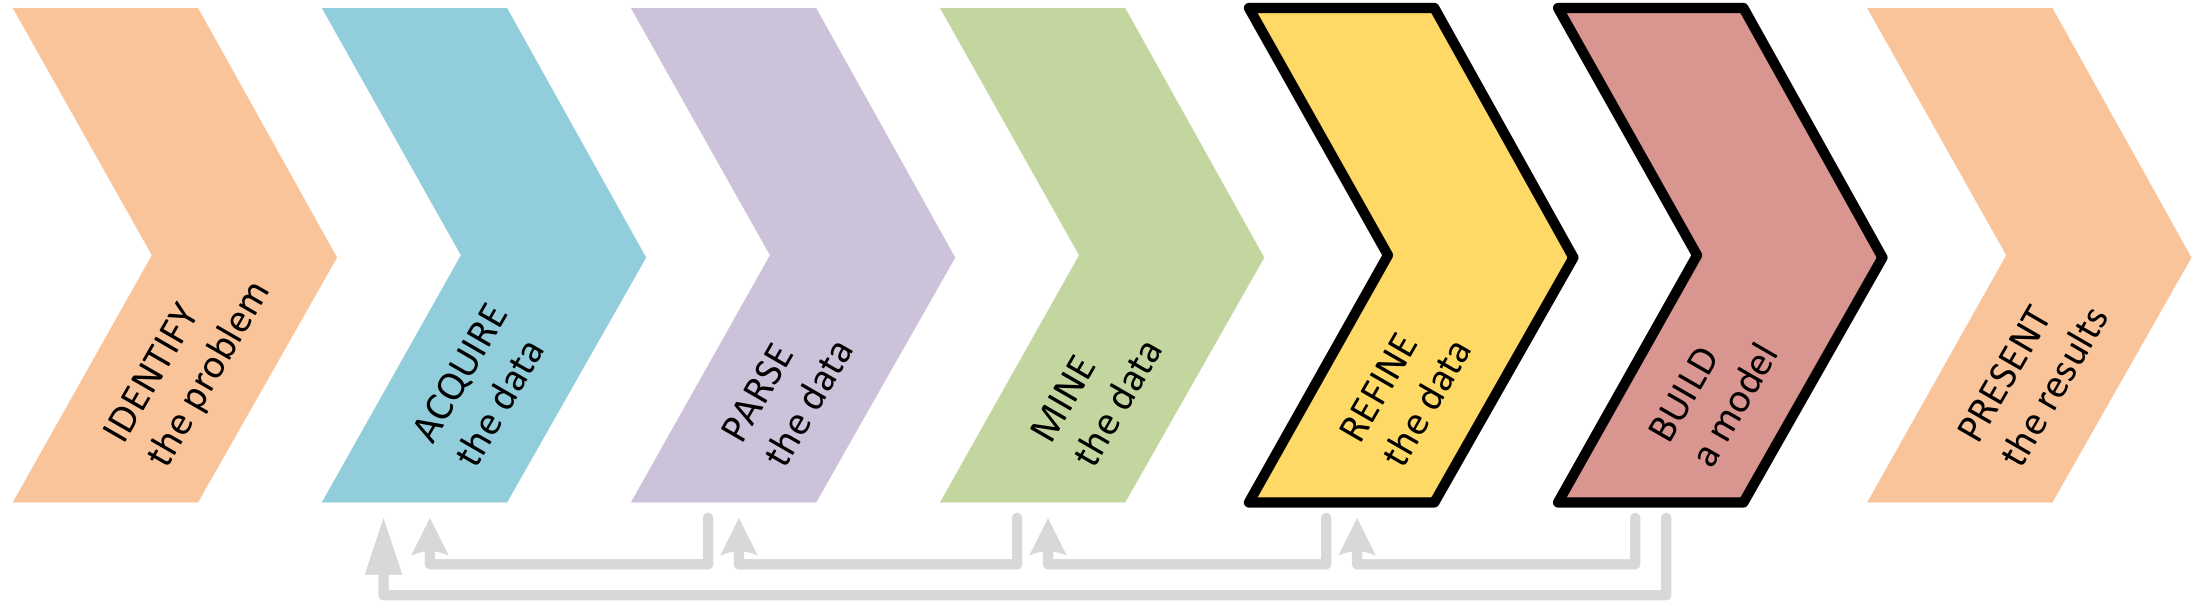 IDENTIFY
the problem
ACQUIRE
the data
PARSE
the data
MINE
the data
REFINE
the data
BUILD
a model
PRESENT
the results